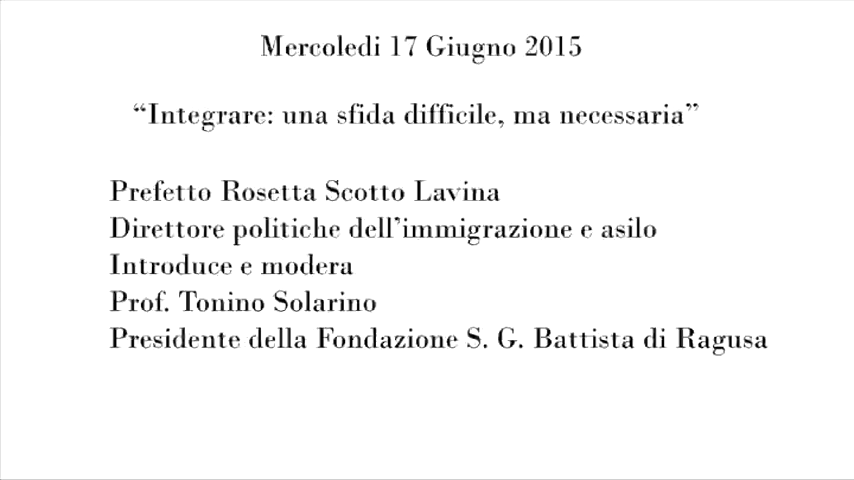 Mercoledi 17 Giugno 2015
“Integrare: una sfida difficile, ma necessaria”
Prefetto Rosetta Scotto Lavina
Direttore politiche dell’immigrazione e asilo
Introduce e modera
Prof. Tonino Solarino
Presidente della Fondazione S. G. Battista di Ragusa